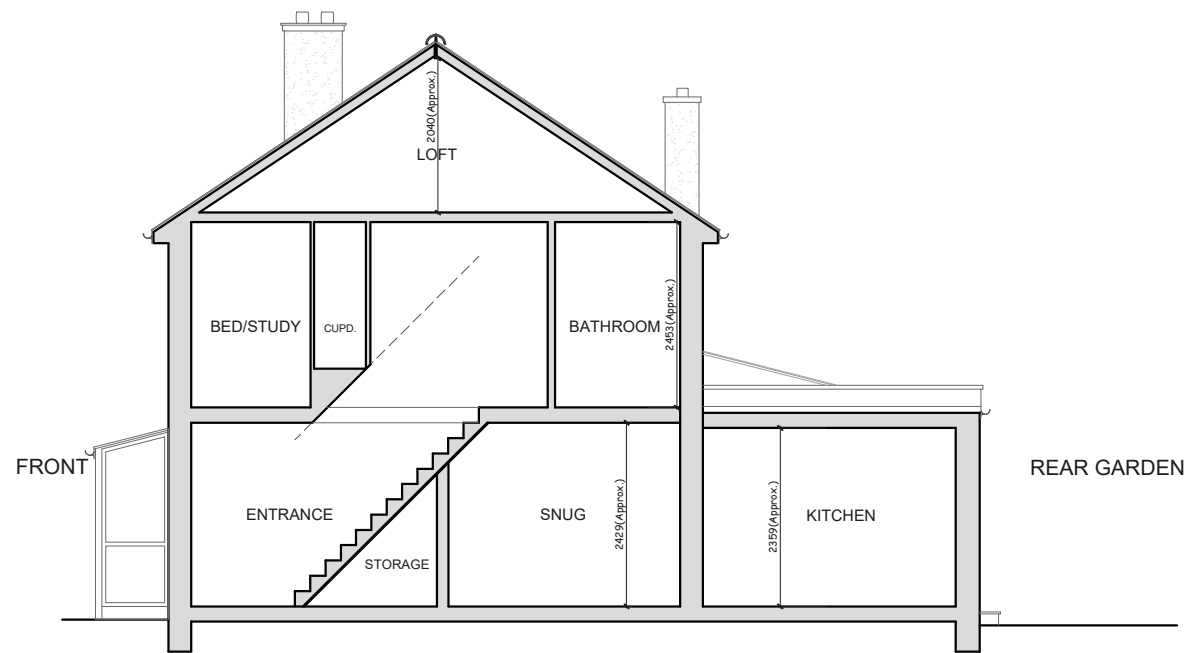 2040(Approx.)
LOFT
BED/STUDY
CUPD.
BATHROOM
2453(Approx.)
FRONT
REAR GARDEN
ENTRANCE
SNUG
2429(Approx.)
2359(Approx.)
KITCHEN
STORAGE